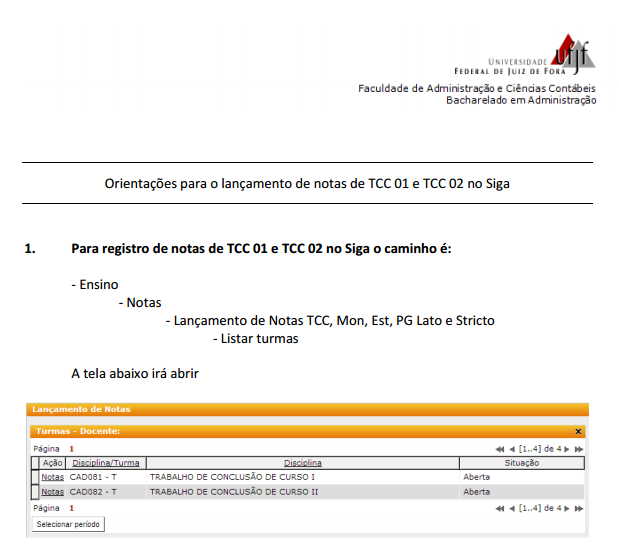 UNIVERSIDADE
FEDERAL DE JUIZ DE FORA
ufjf
Faculdade de Administração e Ciências Contábeis
Bacharelado em Administração
Orientações para o lançamento de notas de TCC 01 e TCC 02 no Siga
1. Para registro de notas de TCC 01 e TCC 02 no Siga o caminho é:
- Ensino
- Notas
- Lançamento de Notas TCC, Mon, Est, PG Lato e Stricto
- Listar turmas
A tela abaixo irá abrir
Lançamento de Notas
Turmas - Docente: x
Página 1 [1..4] de 4
Ação Disciplina/Turma Disciplina Situação
Notas CAD081 - T TRABALHO DE CONCLUSÃO DE CURSO I Aberta
Notas CAD082 - T TRABALHO DE CONCLUSÃO DE CURSO II Aberta
Página 1 [1..4] de 4
Selecionar período